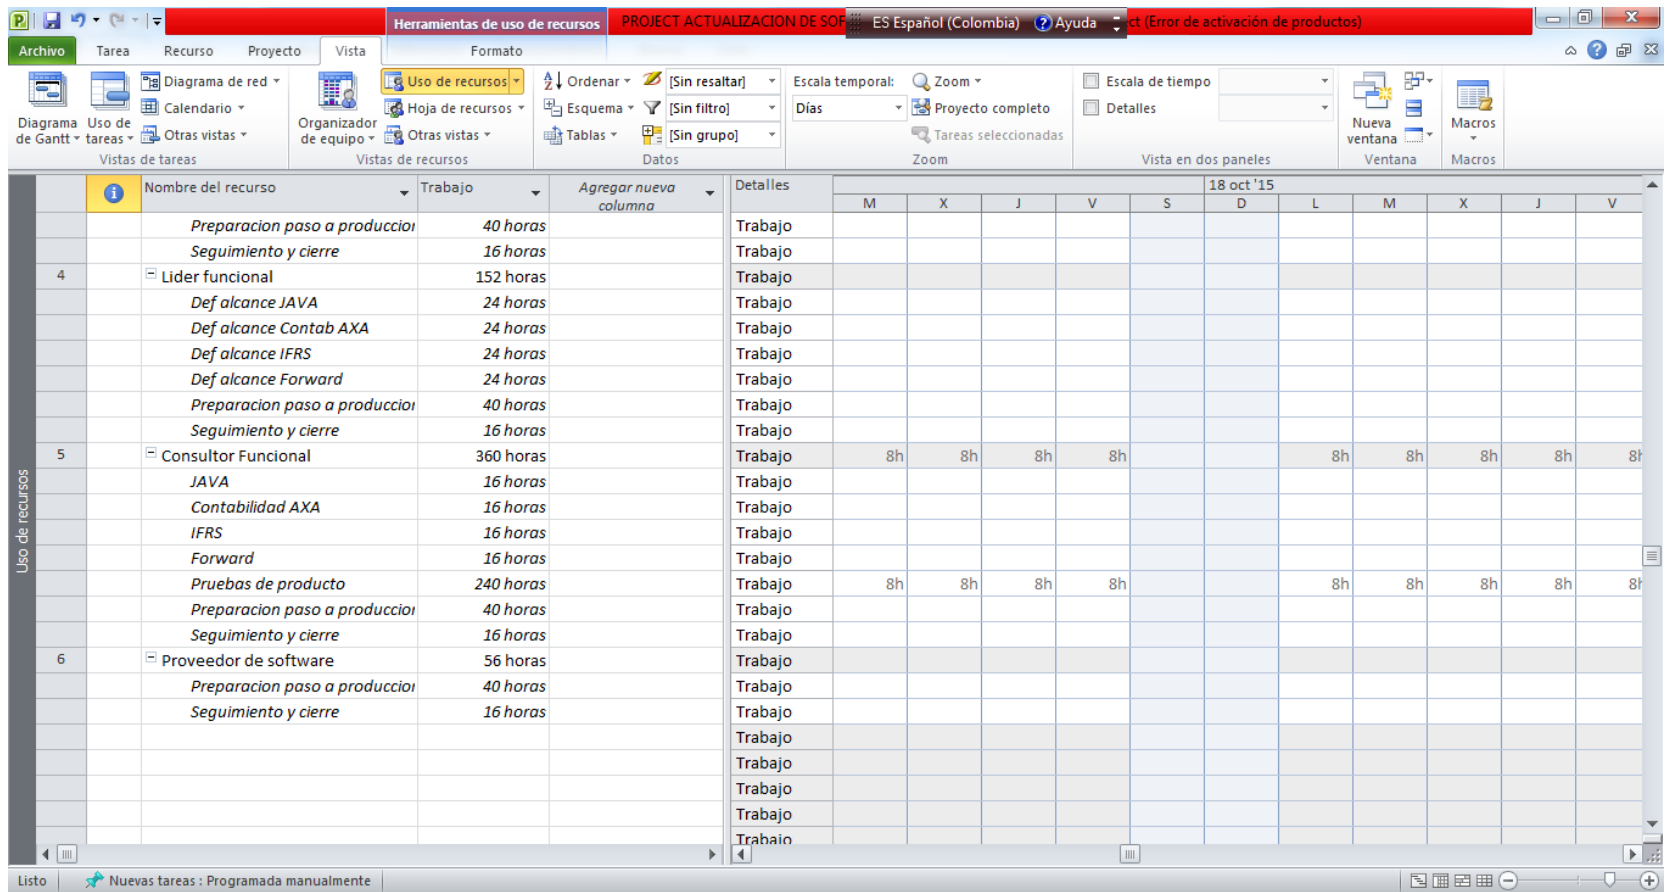 Herramientas de uso de recursos PROJECT ACTUALIZACION DE SOF ES Español (Colombia) Ayuda ct (Error de activación de productos)
Archivo Tarea Recurso Proyecto Vista Formato
Diagrama de red Uso de recursos Ordenar [Sin resaltar] Escala temporal: Zoom Escala de tiempo
Calendario Hoja de recursos Esquema [Sin filtro] Días Proyecto completo Detalles
Diagrama de Gantt Uso de tareas Otras vistas Organizador de equipo Otras vistas Tablas [Sin grupo] Tareas seleccionadas Nueva ventana Macros
Vistas de tareas Vistas de recursos Datos Zoom Vista en dos paneles Ventana Macros
Nombre del recurso Trabajo Agregar nueva columna Detalles 18 oct '15
M X J V S D L M X J V
Preparacion paso a produccio 40 horas Trabajo
Seguimiento y cierre 16 horas Trabajo
4 Lider funcional 152 horas Trabajo
Def alcance JAVA 24 horas Trabajo
Def alcance Contab AXA 24 horas Trabajo
Def alcance IFRS 24 horas Trabajo
Def alcance Forward 24 horas Trabajo
Preparacion paso a produccio 40 horas Trabajo
Seguimiento y cierre 16 horas Trabajo
5 Consultor Funcional 360 horas Trabajo 8h 8h 8h 8h 8h 8h 8h 8h 8h
JAVA 16 horas Trabajo
Contabilidad AXA 16 horas Trabajo
IFRS 16 horas Trabajo
Forward 16 horas Trabajo
Pruebas de producto 240 horas Trabajo 8h 8h 8h 8h 8h 8h 8h 8h 8h
Preparacion paso a produccio 40 horas Trabajo
Seguimiento y cierre 16 horas Trabajo
6 Proveedor de software 56 horas Trabajo
Preparacion paso a produccio 40 horas Trabajo
Seguimiento y cierre 16 horas Trabajo
Trabajo
Trabajo
Trabajo
Trabajo
Trabajo
Uso de recursos
Listo Nuevas tareas : Programada manualmente